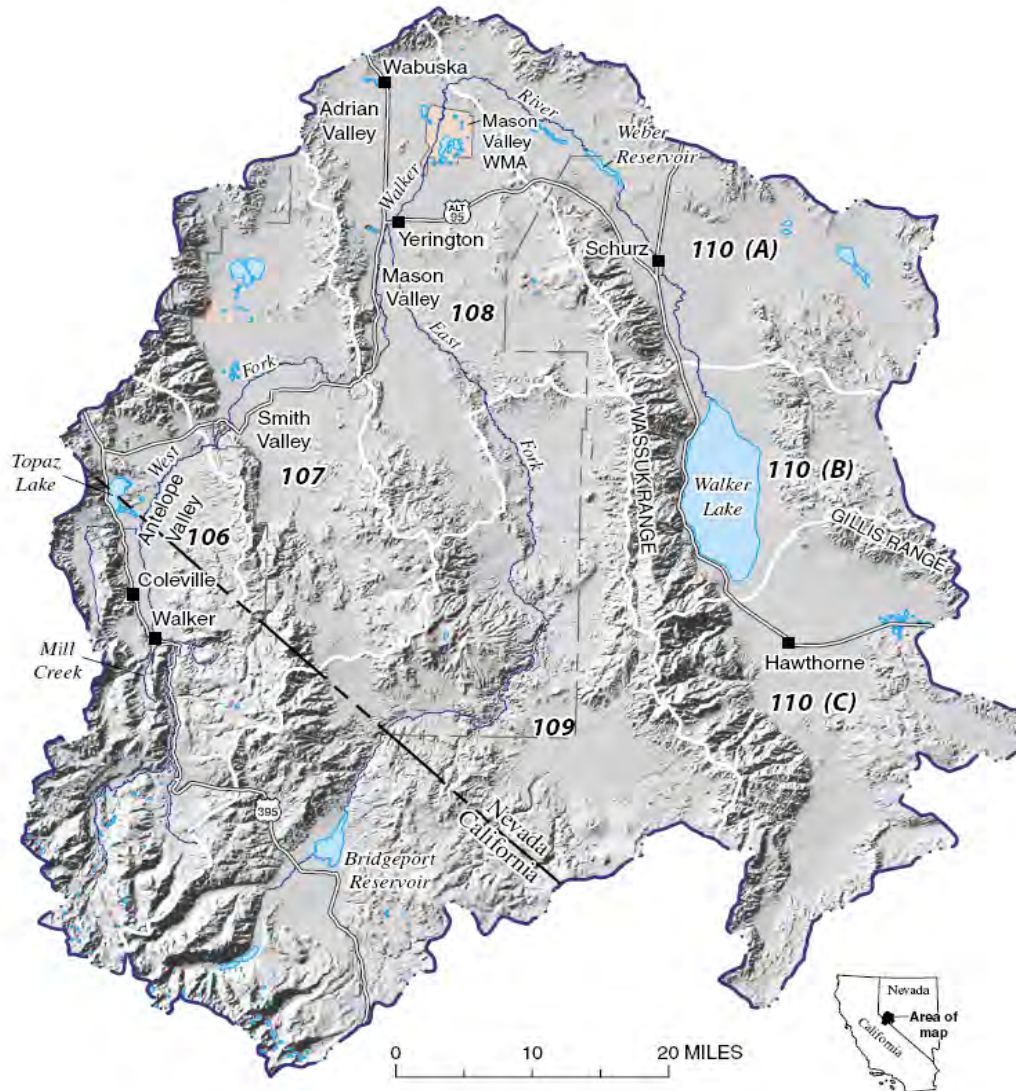 Wabuska
Adrian
Valley
River
Mason
Valley
WMA
Weber
Reservoir
Walker
ALT
95
Yerington
Schurz
110 (A)
Mason
Valley
108
East
Fork
Fork
Smith
Valley
West
Topaz
Lake
107
WASSUKIRANGE
110 (B)
Walker
Lake
Antelope
Valley
106
GILLIS RANGE
Coleville
Walker
Mill
Creek
Hawthorne
110 (C)
109
395
Nevada
California
Bridgeport
Reservoir
Nevada
California
Area of
map
0 10 20 MILES